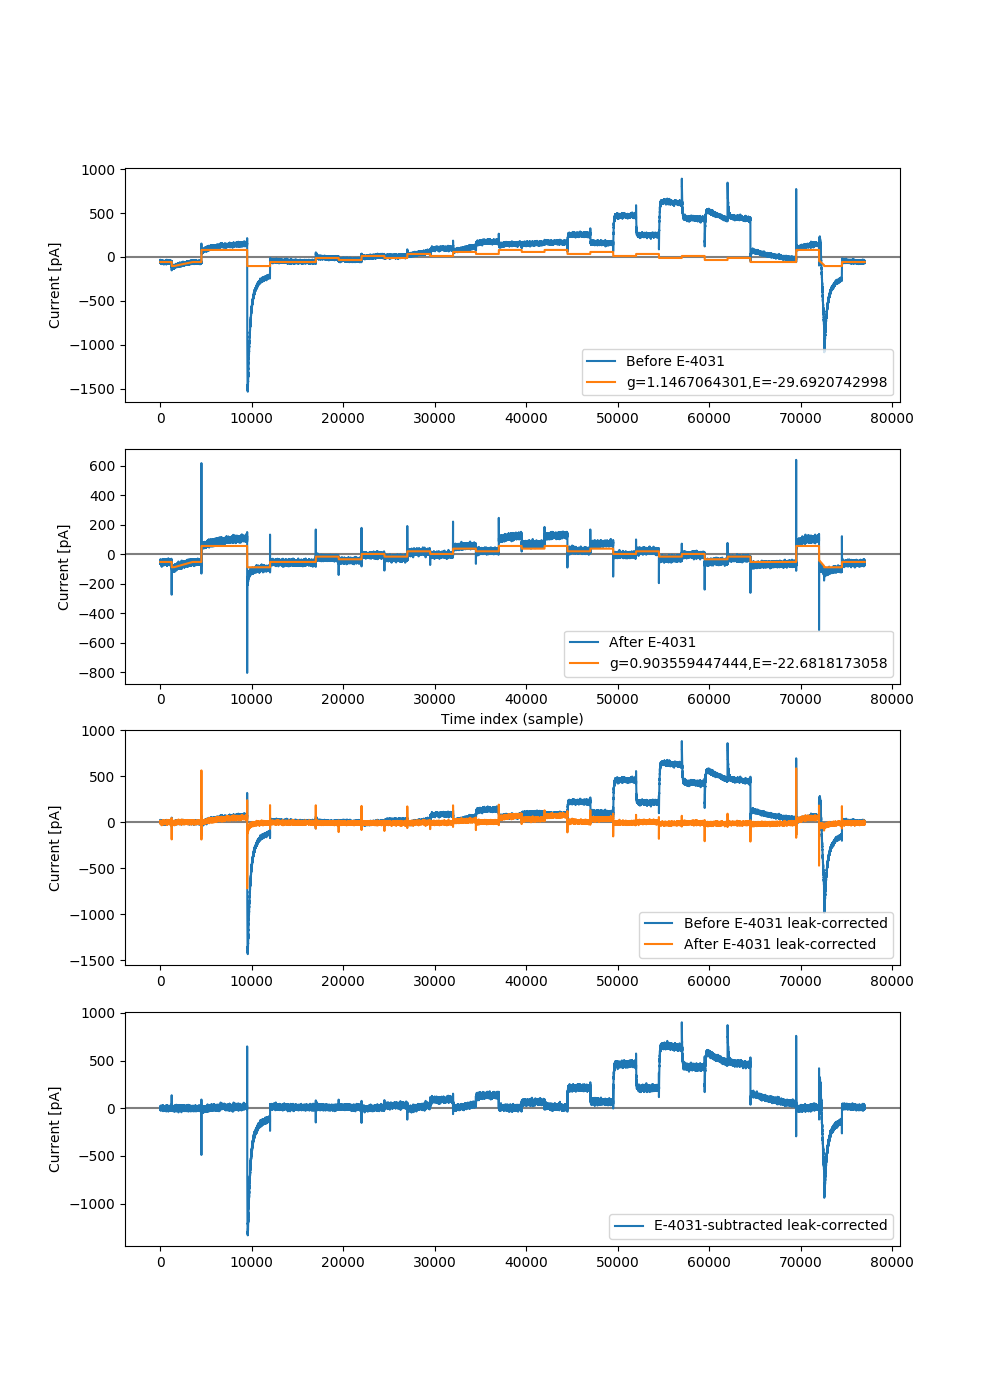 1000
500
0
−500
−1000
−1500
Current [pA]
Before E-4031
g=1.1467064301,E=-29.6920742998
0 10000 20000 30000 40000 50000 60000 70000 80000
600
400
200
0
−200
−400
−600
−800
Current [pA]
After E-4031
g=0.903559447444,E=-22.6818173058
0 10000 20000 30000 40000 50000 60000 70000 80000
Time index (sample)
1000
500
0
−500
−1000
−1500
Current [pA]
Before E-4031 leak-corrected
After E-4031 leak-corrected
0 10000 20000 30000 40000 50000 60000 70000 80000
1000
500
0
−500
−1000
Current [pA]
E-4031-subtracted leak-corrected
0 10000 20000 30000 40000 50000 60000 70000 80000